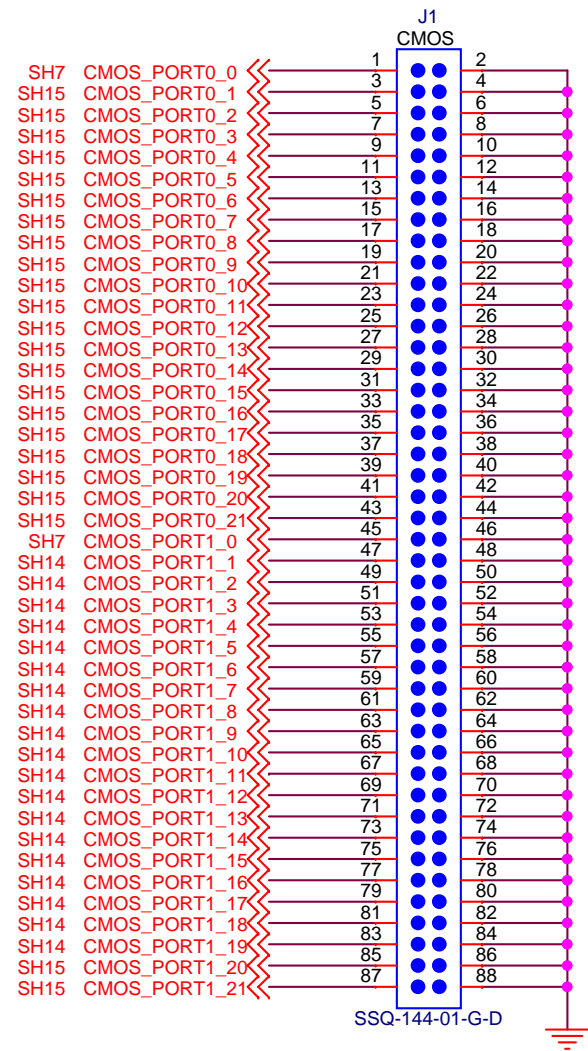 J1
CMOS
SH7 CMOS_PORT0_0 1 2
SH15 CMOS_PORT0_1 3 4
SH15 CMOS_PORT0_2 5 6
SH15 CMOS_PORT0_3 7 8
SH15 CMOS_PORT0_4 9 10
SH15 CMOS_PORT0_5 11 12
SH15 CMOS_PORT0_6 13 14
SH15 CMOS_PORT0_7 15 16
SH15 CMOS_PORT0_8 17 18
SH15 CMOS_PORT0_9 19 20
SH15 CMOS_PORT0_10 21 22
SH15 CMOS_PORT0_11 23 24
SH15 CMOS_PORT0_12 25 26
SH15 CMOS_PORT0_13 27 28
SH15 CMOS_PORT0_14 29 30
SH15 CMOS_PORT0_15 31 32
SH15 CMOS_PORT0_16 33 34
SH15 CMOS_PORT0_17 35 36
SH15 CMOS_PORT0_18 37 38
SH15 CMOS_PORT0_19 39 40
SH15 CMOS_PORT0_20 41 42
SH15 CMOS_PORT0_21 43 44
SH7 CMOS_PORT1_0 45 46
SH14 CMOS_PORT1_1 47 48
SH14 CMOS_PORT1_2 49 50
SH14 CMOS_PORT1_3 51 52
SH14 CMOS_PORT1_4 53 54
SH14 CMOS_PORT1_5 55 56
SH14 CMOS_PORT1_6 57 58
SH14 CMOS_PORT1_7 59 60
SH14 CMOS_PORT1_8 61 62
SH14 CMOS_PORT1_9 63 64
SH14 CMOS_PORT1_10 65 66
SH14 CMOS_PORT1_11 67 68
SH14 CMOS_PORT1_12 69 70
SH14 CMOS_PORT1_13 71 72
SH14 CMOS_PORT1_14 73 74
SH14 CMOS_PORT1_15 75 76
SH14 CMOS_PORT1_16 77 78
SH14 CMOS_PORT1_17 79 80
SH14 CMOS_PORT1_18 81 82
SH14 CMOS_PORT1_19 83 84
SH15 CMOS_PORT1_20 85 86
SH15 CMOS_PORT1_21 87 88
SSQ-144-01-G-D